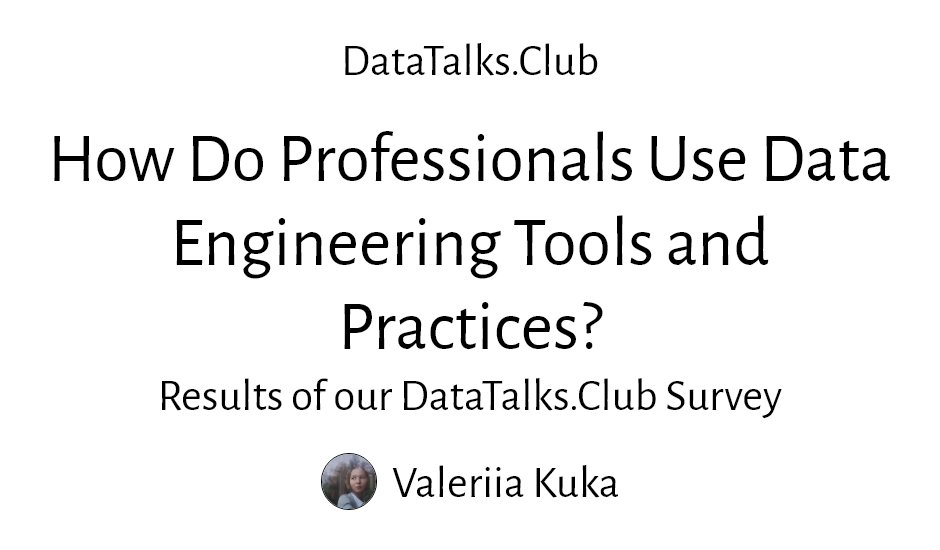 DataTalks.Club
How Do Professionals Use Data
Engineering Tools and
Practices?
Results of our DataTalks.Club Survey
Valeriia Kuka